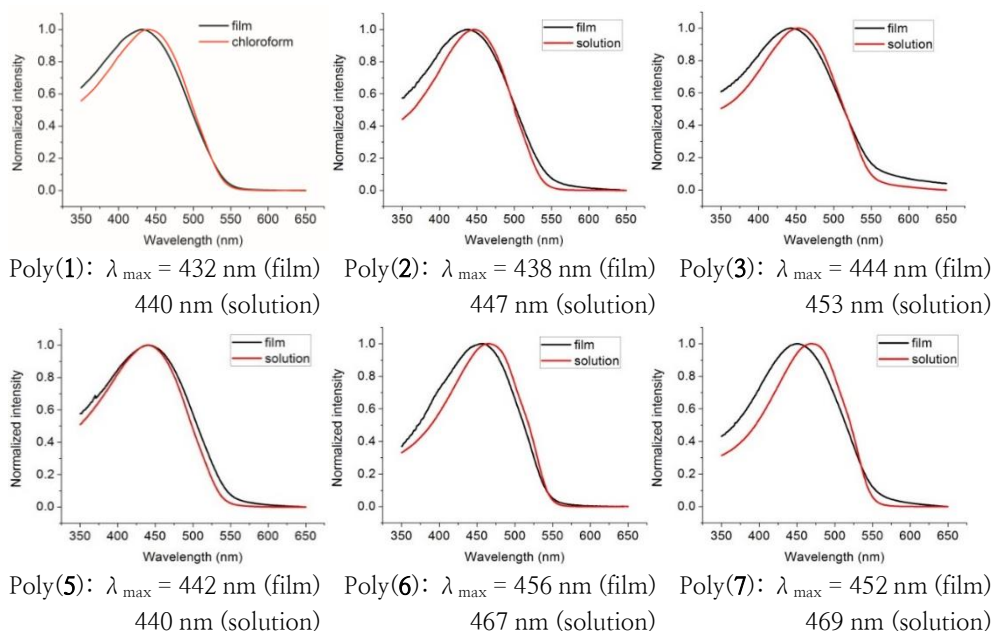 film
chloroform
Normalized intensity
1.0
0.8
0.6
0.4
0.2
0.0
350 400 450 500 550 600 650
Wavelength (nm)
film
solution
Normalized intensity
1.0
0.8
0.6
0.4
0.2
0.0
350 400 450 500 550 600 650
Wavelength (nm)
film
solution
Normalized intensity
1.0
0.8
0.6
0.4
0.2
0.0
350 400 450 500 550 600 650
Wavelength (nm)
Poly(1): λ max = 432 nm (film)
440 nm (solution)
Poly(2): λ max = 438 nm (film)
447 nm (solution)
Poly(3): λ max = 444 nm (film)
453 nm (solution)
film
solution
Normalized intensity
1.0
0.8
0.6
0.4
0.2
0.0
350 400 450 500 550 600 650
Wavelength (nm)
film
solution
Normalized intensity
1.0
0.8
0.6
0.4
0.2
0.0
350 400 450 500 550 600 650
Wavelength (nm)
film
solution
Normalized intensity
1.0
0.8
0.6
0.4
0.2
0.0
350 400 450 500 550 600 650
Wavelength (nm)
Poly(5): λ max = 442 nm (film)
440 nm (solution)
Poly(6): λ max = 456 nm (film)
467 nm (solution)
Poly(7): λ max = 452 nm (film)
469 nm (solution)